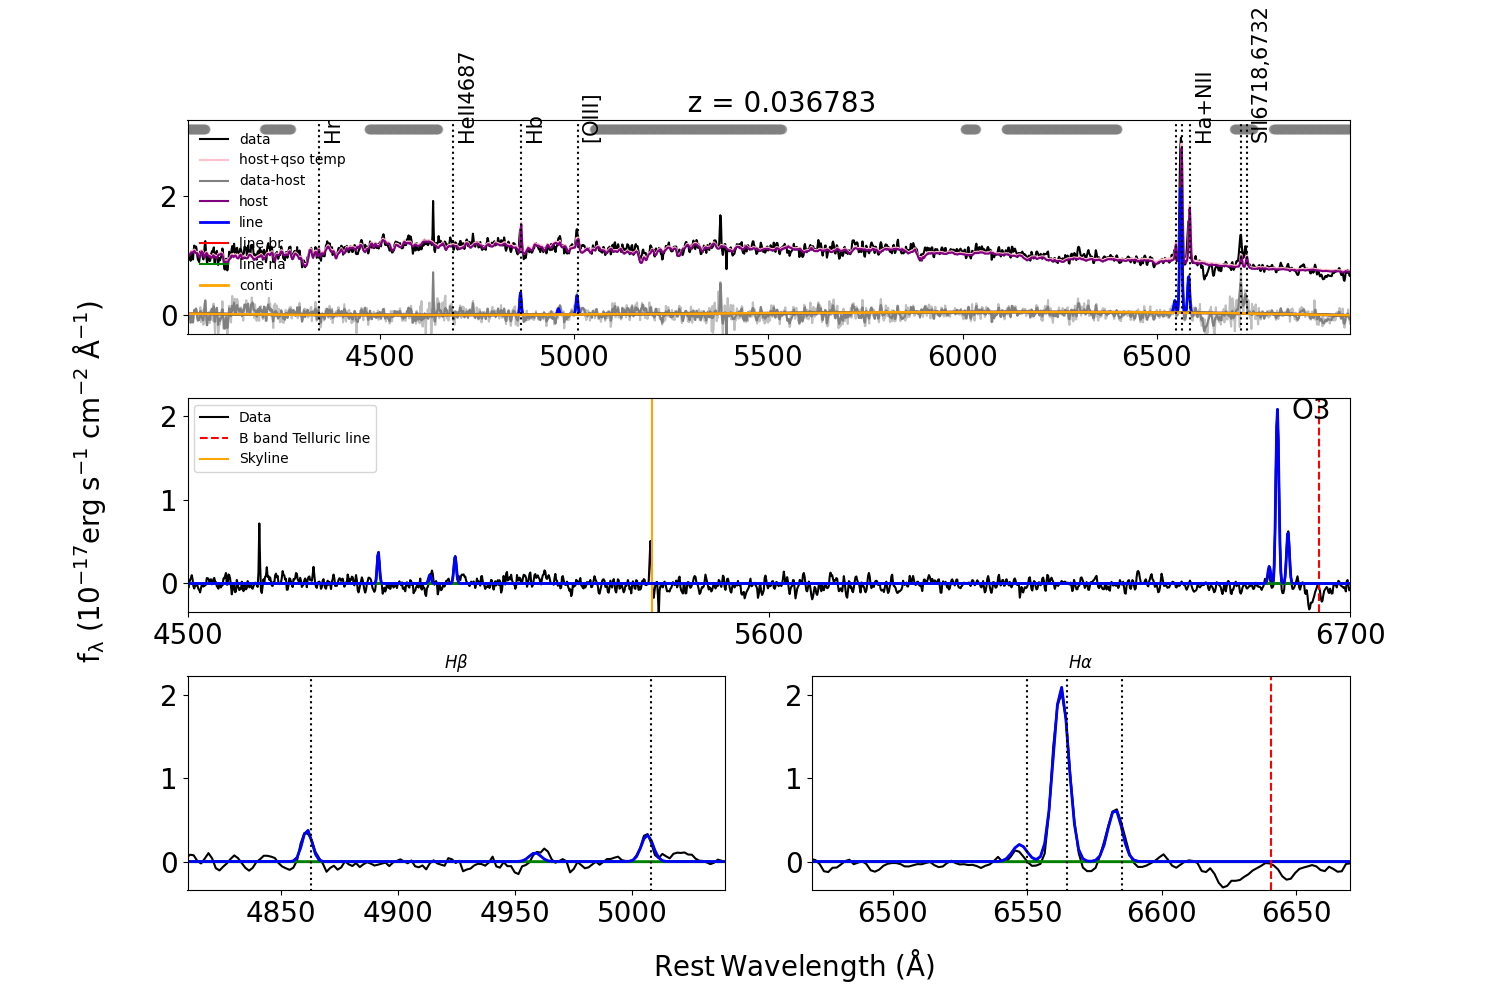 z = 0.036783
Hr
HeII4687
Hb
[OIII]
Ha+NII
SII6718,6732
data
host+qso temp
data-host
host
line
line br
line na
conti
2
0
4500
5000
5500
6000
6500
O3
Data
B band Telluric line
Skyline
2
1
0
4500
5600
6700
fλ (10−17erg s−1 cm−2 Å−1)
Hβ
2
1
0
4850
4900
4950
5000
Hα
2
1
0
6500
6550
6600
6650
Rest Wavelength (Å)